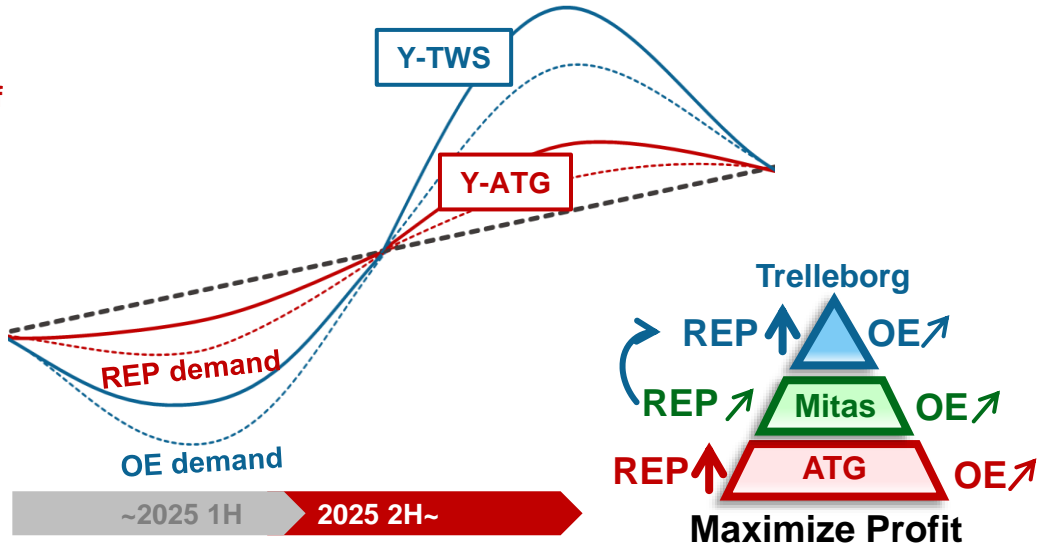 Y-TWS
Y-ATG
REP demand
OE demand
~2025 1H
2025 2H~
Trelleborg
REP
OE
REP
Mitas
OE
REP
ATG
OE
Maximize Profit